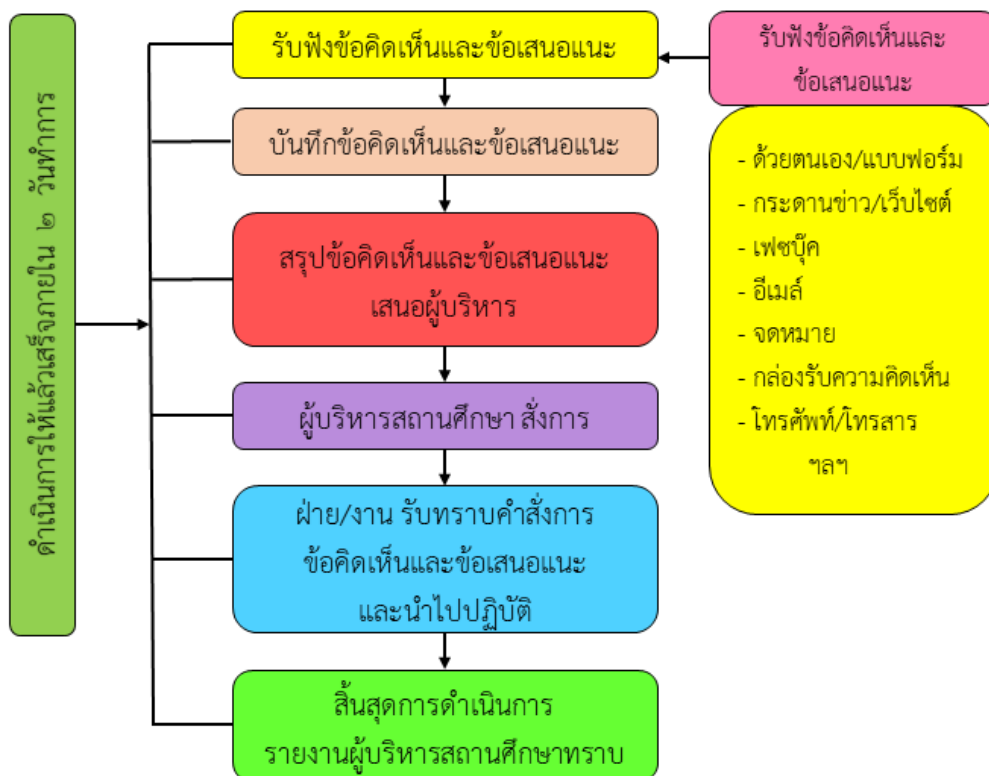 ดำเนินการให้แล้วเสร็จภายใน ๒ วันทำการ
รับฟังข้อคิดเห็นและข้อเสนอแนะ
บันทึกข้อคิดเห็นและข้อเสนอแนะ
สรุปข้อคิดเห็นและข้อเสนอแนะ
เสนอผู้บริหาร
ผู้บริหารสถานศึกษา สั่งการ
ฝ่าย/งาน รับทราบคำสั่งการ
ข้อคิดเห็นและข้อเสนอแนะ
และนำไปปฏิบัติ
สิ้นสุดการดำเนินการ
รายงานผู้บริหารสถานศึกษาทราบ
รับฟังข้อคิดเห็นและ
ข้อเสนอแนะ
- ด้วยตนเอง/แบบฟอร์ม
- กระดานข่าว/เว็บไซต์
- เฟซบุ๊ค
- อีเมล์
- จดหมาย
- กล่องรับความคิดเห็น
- โทรศัพท์/โทรสาร
ฯลฯ